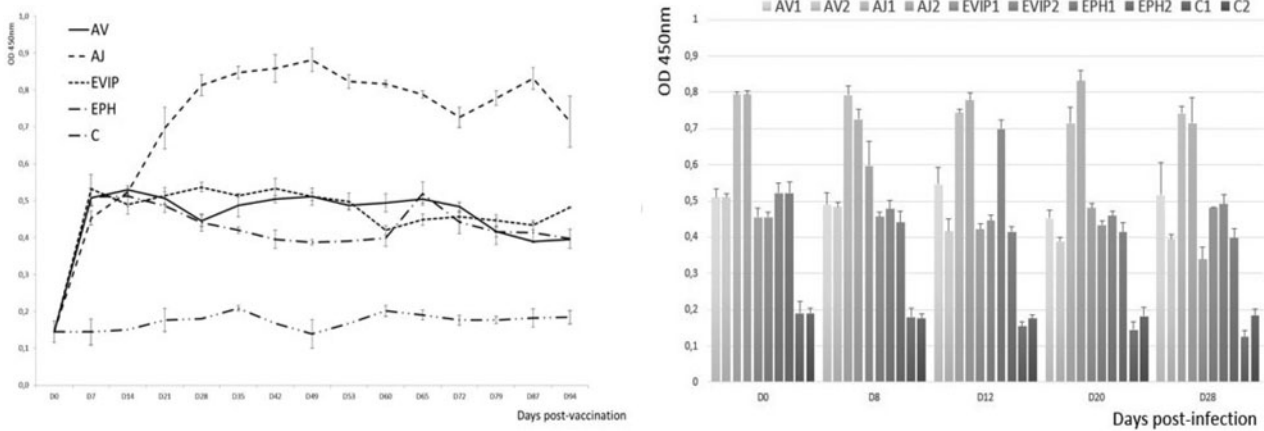 OD 450nm
1,0
0,9
0,8
0,7
0,6
0,5
0,4
0,3
0,2
0,1
0,0
AV
AJ
EVIP
EPH
C
D0 D7 D14 D21 D28 D35 D42 D49 D53 D60 D65 D72 D79 D87 D94
Days post-vaccination
AV1 AV2 AJ1 AJ2 EVIP1 EVIP2 EPH1 EPH2 C1 C2
OD 450nm
1
0,9
0,8
0,7
0,6
0,5
0,4
0,3
0,2
0,1
0
D0 D8 D12 D20 D28
Days post-infection